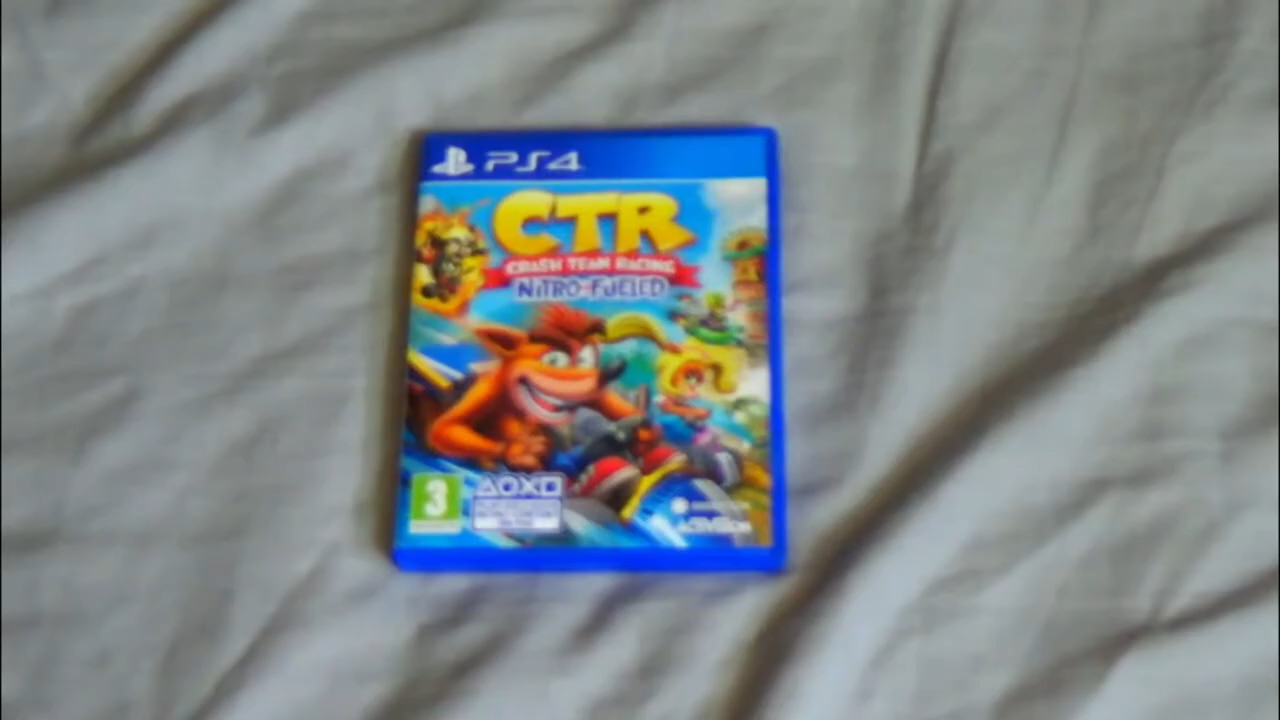 PS4
CTR
CRASH TEAM RACING
NITRO-FUELED
3
ACTIVISION